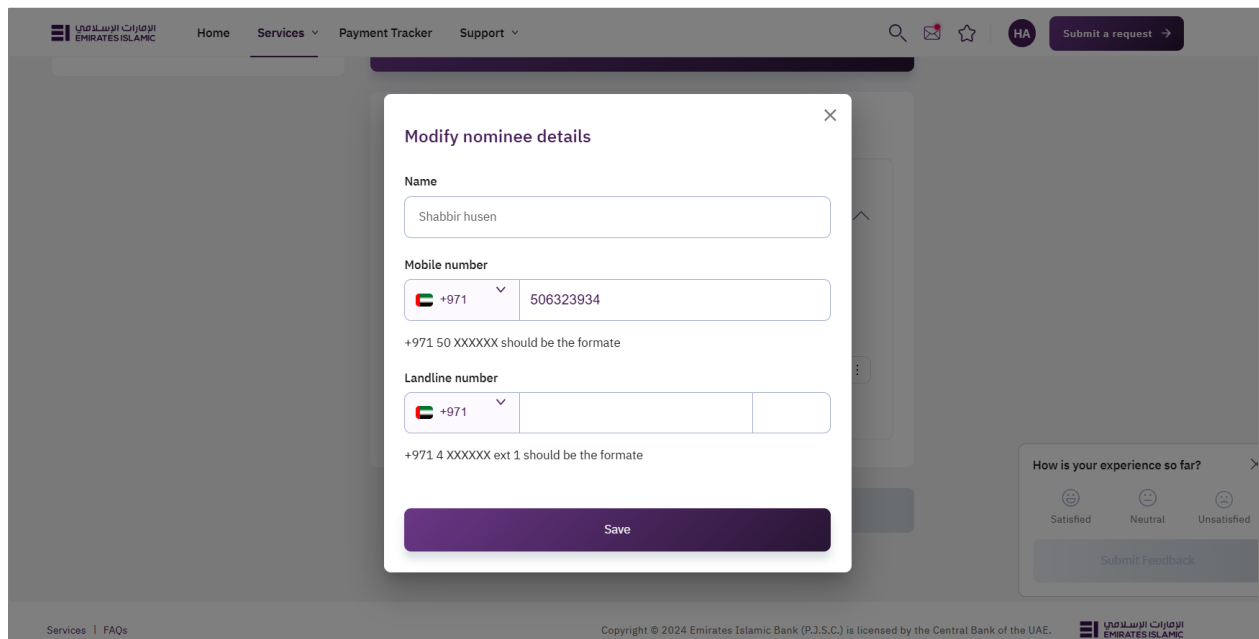 الإمارات الإسلامي
EMIRATES ISLAMIC
Home
Services
Payment Tracker
Support
HA
Submit a request →
Modify nominee details
Name
Shabbir husen
Mobile number
+971
506323934
+971 50 XXXXXX should be the formate
Landline number
+971
+971 4 XXXXXX ext 1 should be the formate
Save
How is your experience so far?
Satisfied
Neutral
Unsatisfied
Submit Feedback
Services | FAQs
Copyright © 2024 Emirates Islamic Bank (P.J.S.C.) is licensed by the Central Bank of the UAE.
الإمارات الإسلامي
EMIRATES ISLAMIC